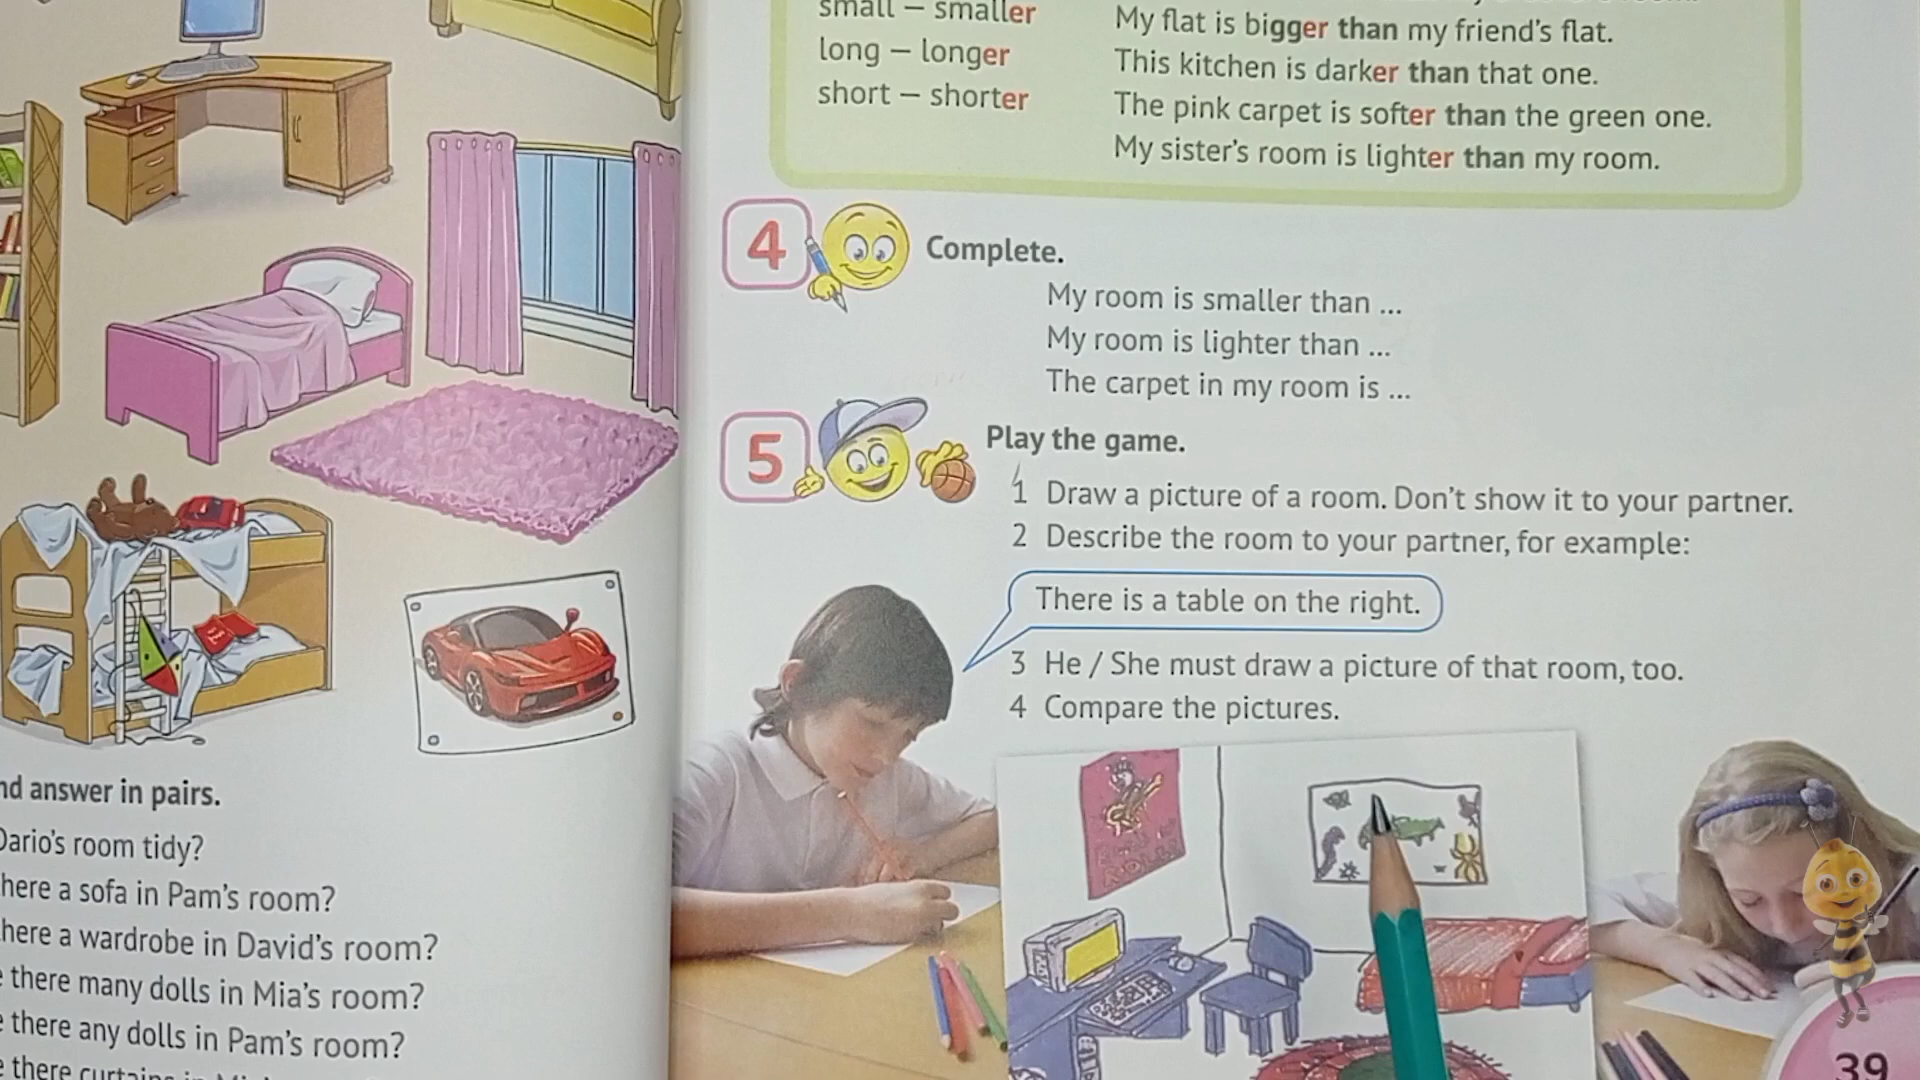 nd answer in pairs.
Dario's room tidy?
here a sofa in Pam's room?
here a wardrobe in David's room?
there many dolls in Mia's room?
there any dolls in Pam's room?
there curtains in
small – smaller
long – longer
short – shorter
My flat is bigger than my friend's flat.
This kitchen is darker than that one.
The pink carpet is softer than the green one.
My sister's room is lighter than my room.
4 Complete.
My room is smaller than ...
My room is lighter than ...
The carpet in my room is ...
5 Play the game.
1 Draw a picture of a room. Don't show it to your partner.
2 Describe the room to your partner, for example:
There is a table on the right.
3 He / She must draw a picture of that room, too.
4 Compare the pictures.
39